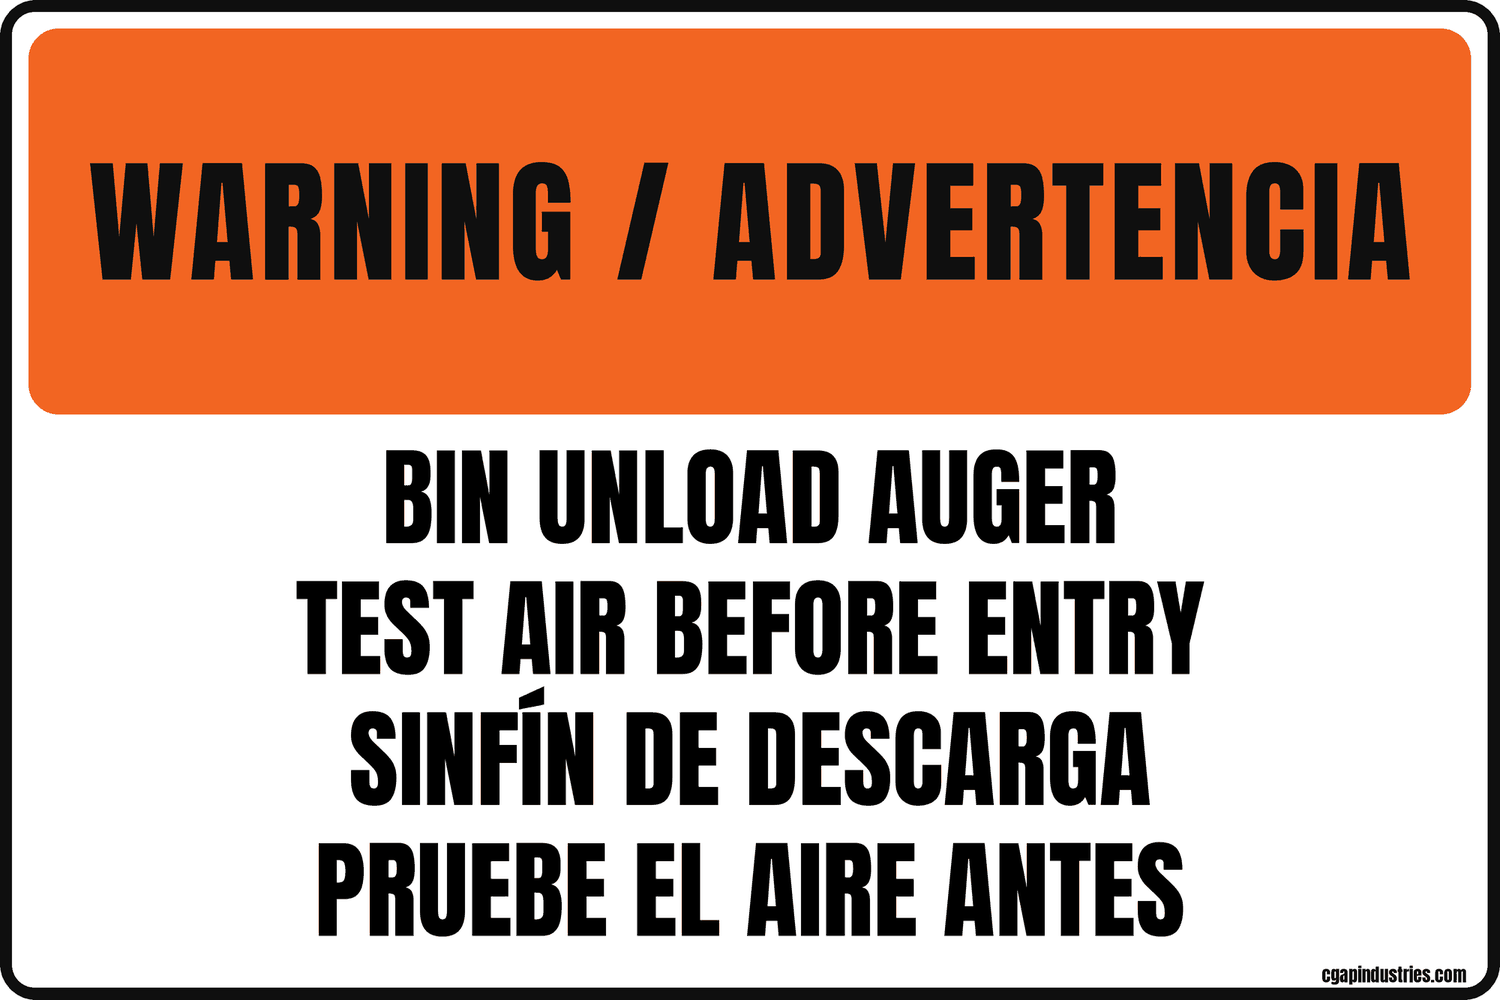 WARNING / ADVERTENCIA
BIN UNLOAD AUGER
TEST AIR BEFORE ENTRY
SINFÍN DE DESCARGA
PRUEBE EL AIRE ANTES
cgapindustries.com